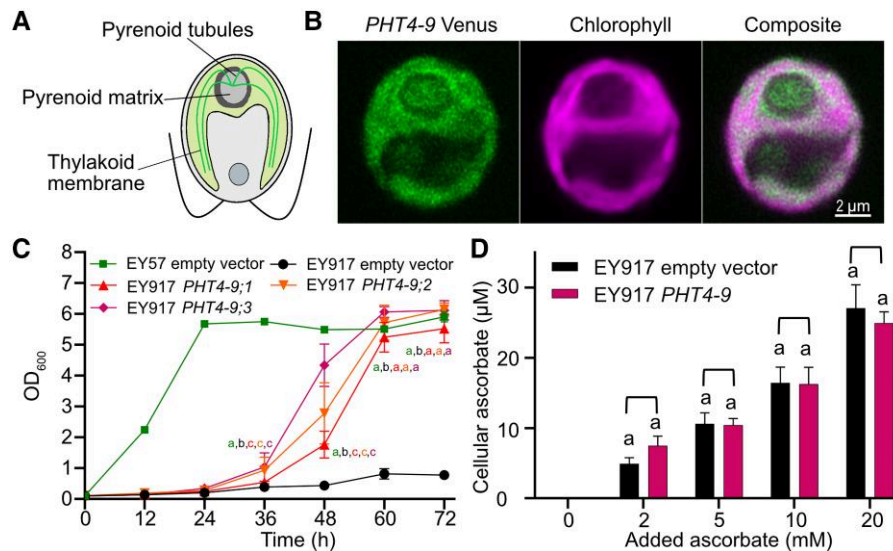 A
Pyrenoid tubules
Pyrenoid matrix
Thylakoid
membrane
B
PHT4-9 Venus
Chlorophyll
Composite
2 µm
C
EY57 empty vector
EY917 empty vector
EY917 PHT4-9;1
EY917 PHT4-9;2
EY917 PHT4-9;3
OD600
8
7
6
5
4
3
2
1
0
a,b,c,c,c
a,b,c,c,c
a,b,a,a,a
a,b,a,a,a
0 12 24 36 48 60 72
Time (h)
D
EY917 empty vector
EY917 PHT4-9
Cellular ascorbate (µM)
30
20
10
0
a a
a a
a a
a a
0 2 5 10 20
Added ascorbate (mM)